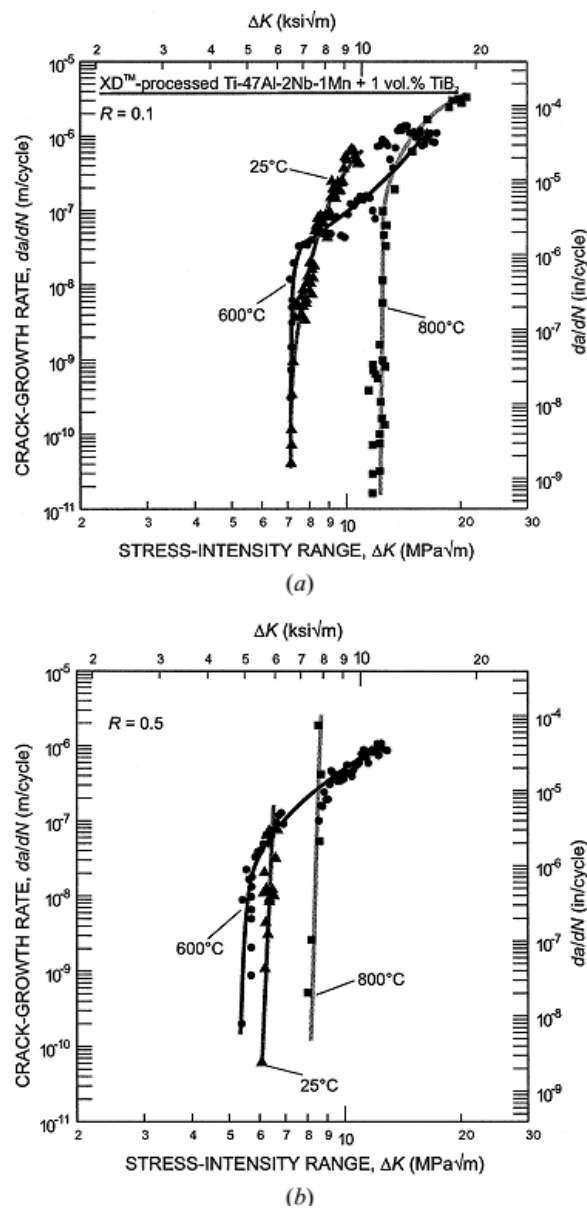 ΔK (ksi√m)
2 3 4 5 6 7 8 9 10 20
10⁻⁵
10⁻⁶
10⁻⁷
10⁻⁸
10⁻⁹
10⁻¹⁰
10⁻¹¹
CRACK-GROWTH RATE, da/dN (m/cycle)
XD™-processed Ti-47Al-2Nb-1Mn + 1 vol.% TiB₂
R = 0.1
25°C
600°C
800°C
10⁻⁴
10⁻⁵
10⁻⁶
10⁻⁷
10⁻⁸
10⁻⁹
da/dN (in/cycle)
2 3 4 5 6 7 8 9 10 20 30
STRESS-INTENSITY RANGE, ΔK (MPa√m)
(a)
ΔK (ksi√m)
2 3 4 5 6 7 8 9 10 20
10⁻⁵
10⁻⁶
10⁻⁷
10⁻⁸
10⁻⁹
10⁻¹⁰
10⁻¹¹
CRACK-GROWTH RATE, da/dN (m/cycle)
R = 0.5
600°C
800°C
25°C
10⁻⁴
10⁻⁵
10⁻⁶
10⁻⁷
10⁻⁸
10⁻⁹
da/dN (in/cycle)
2 3 4 5 6 7 8 9 10 20 30
STRESS-INTENSITY RANGE, ΔK (MPa√m)
(b)